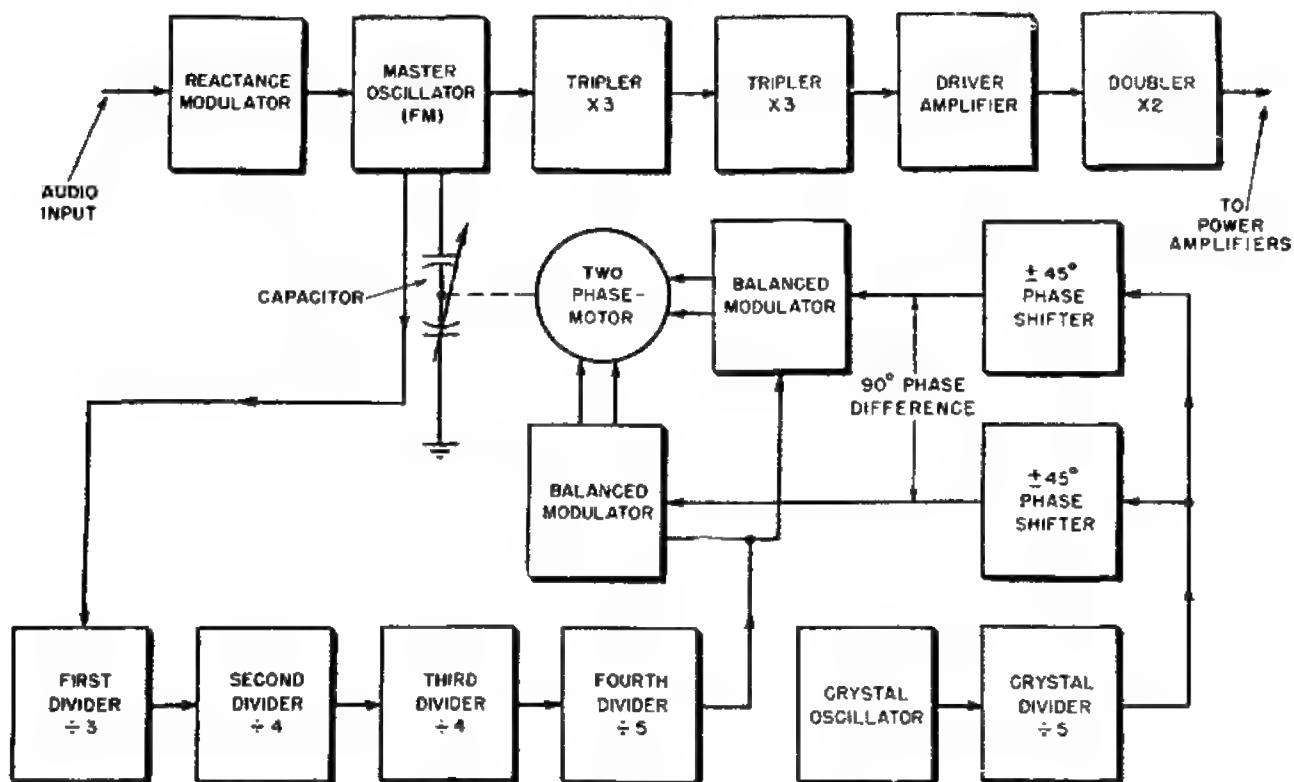 REACTANCE
MODULATOR
MASTER
OSCILLATOR
(FM)
TRIPLER
X3
TRIPLER
X3
DRIVER
AMPLIFIER
DOUBLER
X2
AUDIO
INPUT
TO
POWER
AMPLIFIERS
CAPACITOR
TWO
PHASE-
MOTOR
BALANCED
MODULATOR
± 45°
PHASE
SHIFTER
90° PHASE
DIFFERENCE
BALANCED
MODULATOR
± 45°
PHASE
SHIFTER
FIRST
DIVIDER
÷3
SECOND
DIVIDER
÷4
THIRD
DIVIDER
÷4
FOURTH
DIVIDER
÷5
CRYSTAL
OSCILLATOR
CRYSTAL
DIVIDER
÷5